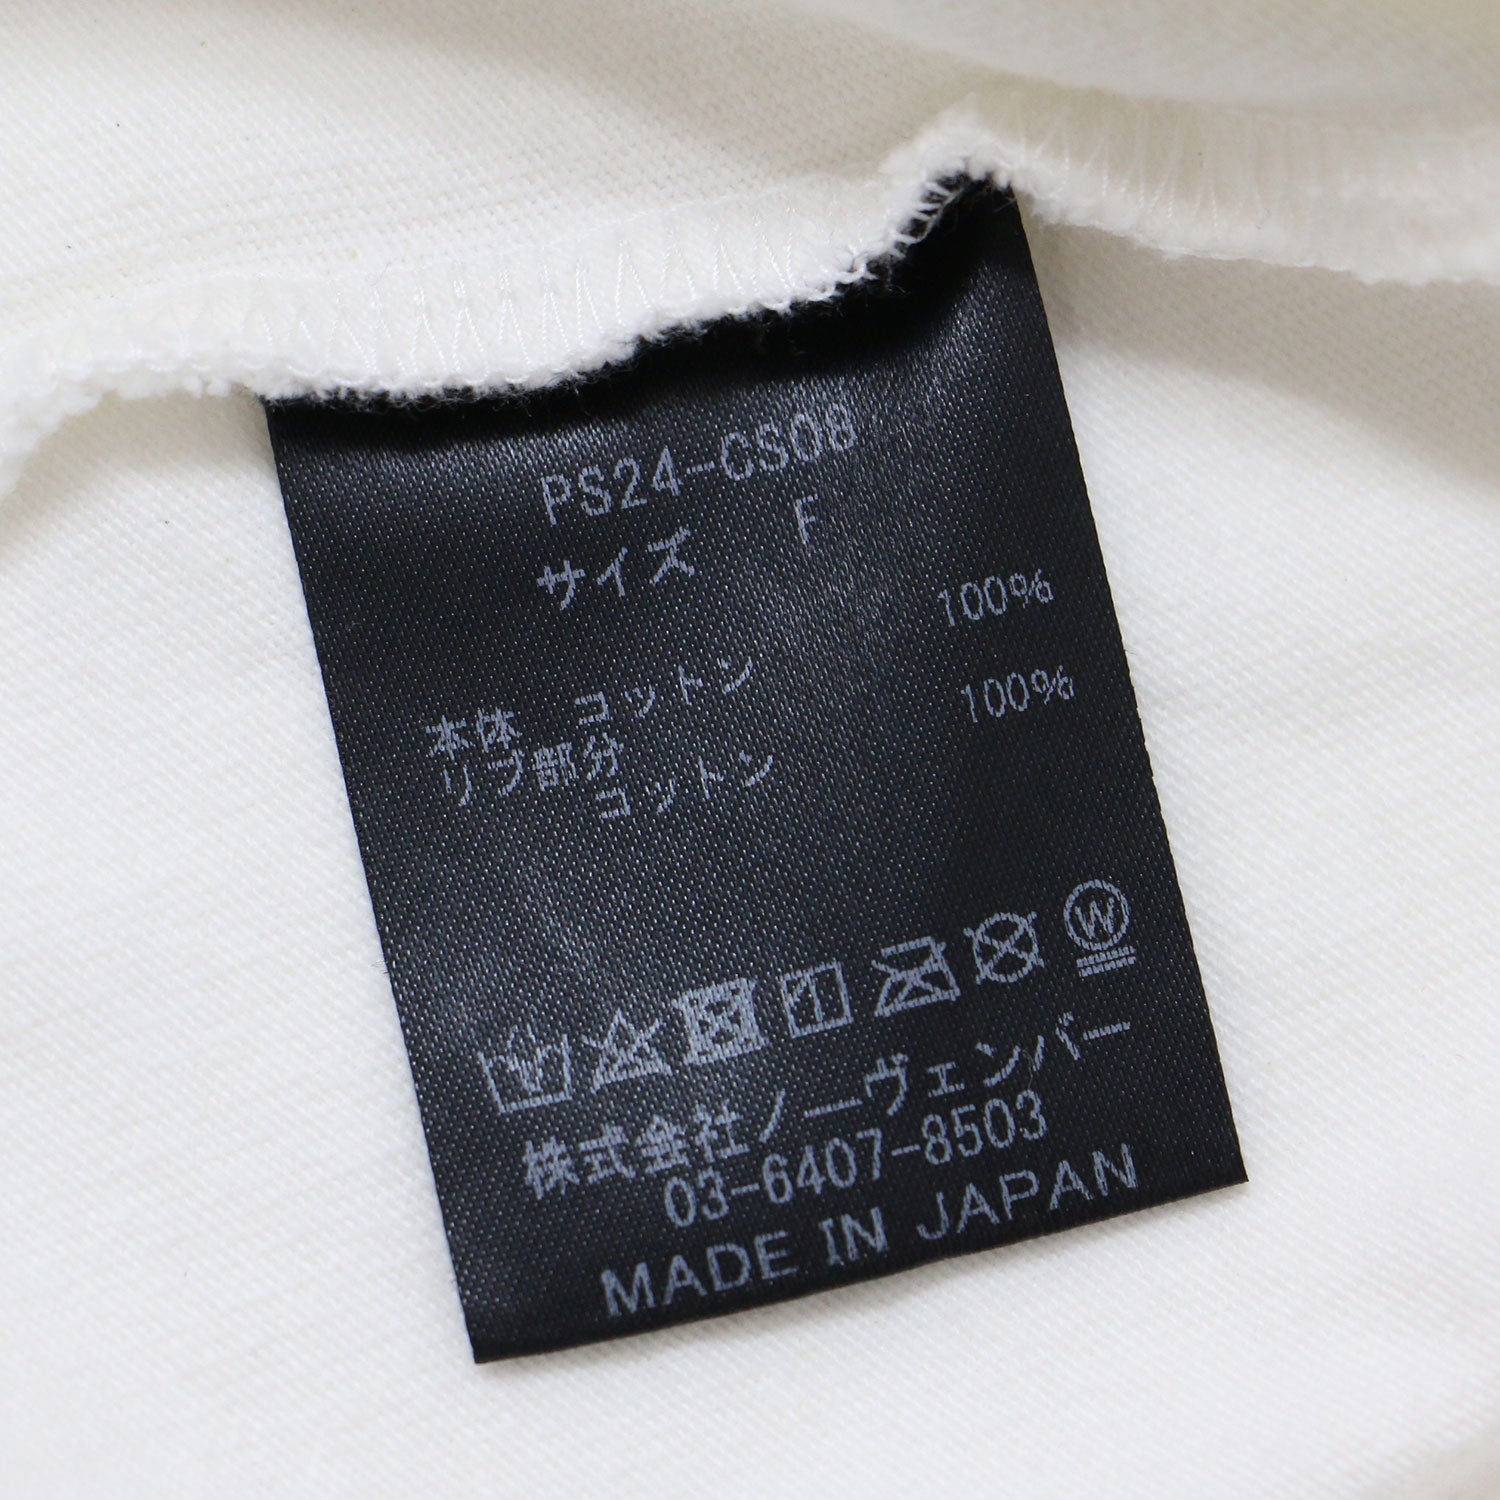 PS24-CS08
サイズ F
本体 コットン 100%
リブ部分
コットン 100%
W
株式会社ノーヴェンバー
03-6407-8503
MADE IN JAPAN